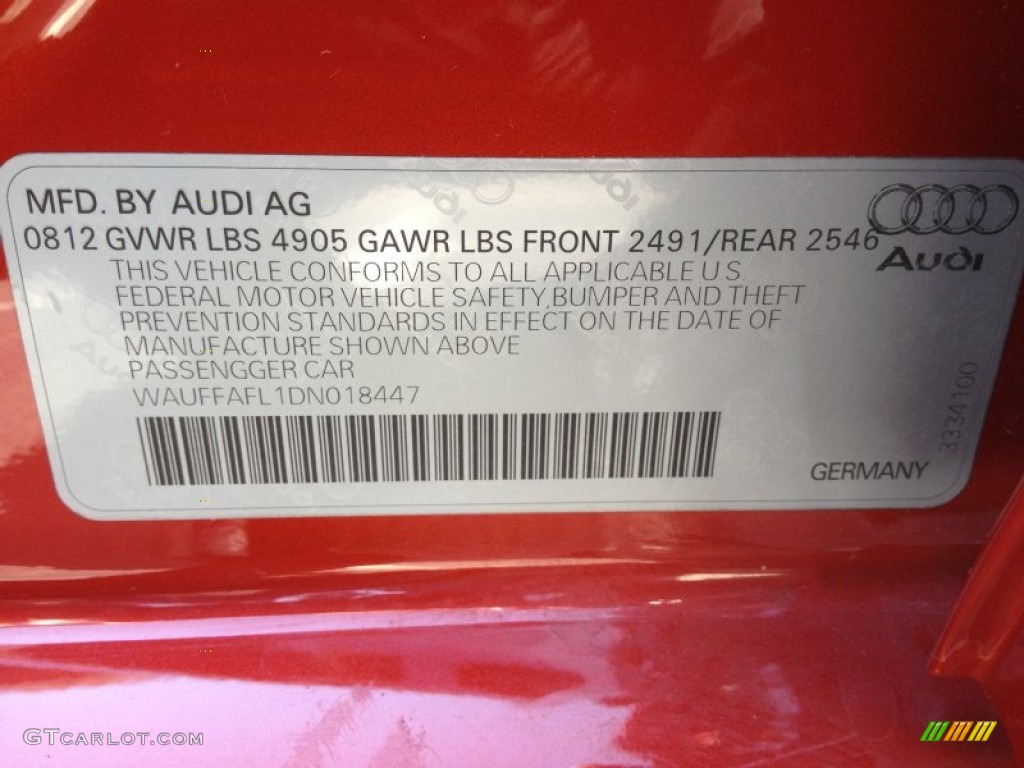 MFD. BY AUDI AG
0812 GVWR LBS 4905 GAWR LBS FRONT 2491/REAR 2546
Audi
THIS VEHICLE CONFORMS TO ALL APPLICABLE U.S.
FEDERAL MOTOR VEHICLE SAFETY,BUMPER AND THEFT
PREVENTION STANDARDS IN EFFECT ON THE DATE OF
MANUFACTURE SHOWN ABOVE
PASSENGGER CAR
WAUFFAFL1DN018447
3334100
GERMANY
GTCARLOT.COM